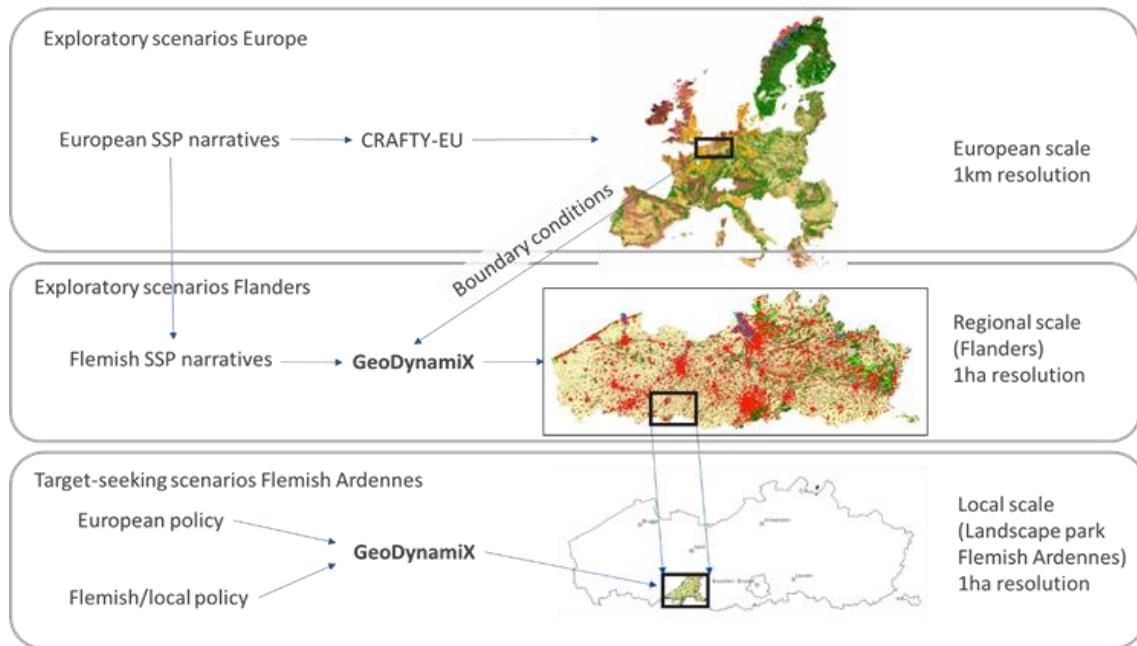 Exploratory scenarios Europe
European SSP narratives
CRAFTY-EU
European scale
1km resolution
Boundary conditions
Exploratory scenarios Flanders
Flemish SSP narratives
GeoDynamiX
Regional scale
(Flanders)
1ha resolution
Target-seeking scenarios Flemish Ardennes
European policy
GeoDynamiX
Flemish/local policy
Local scale
(Landscape park
Flemish Ardennes)
1ha resolution